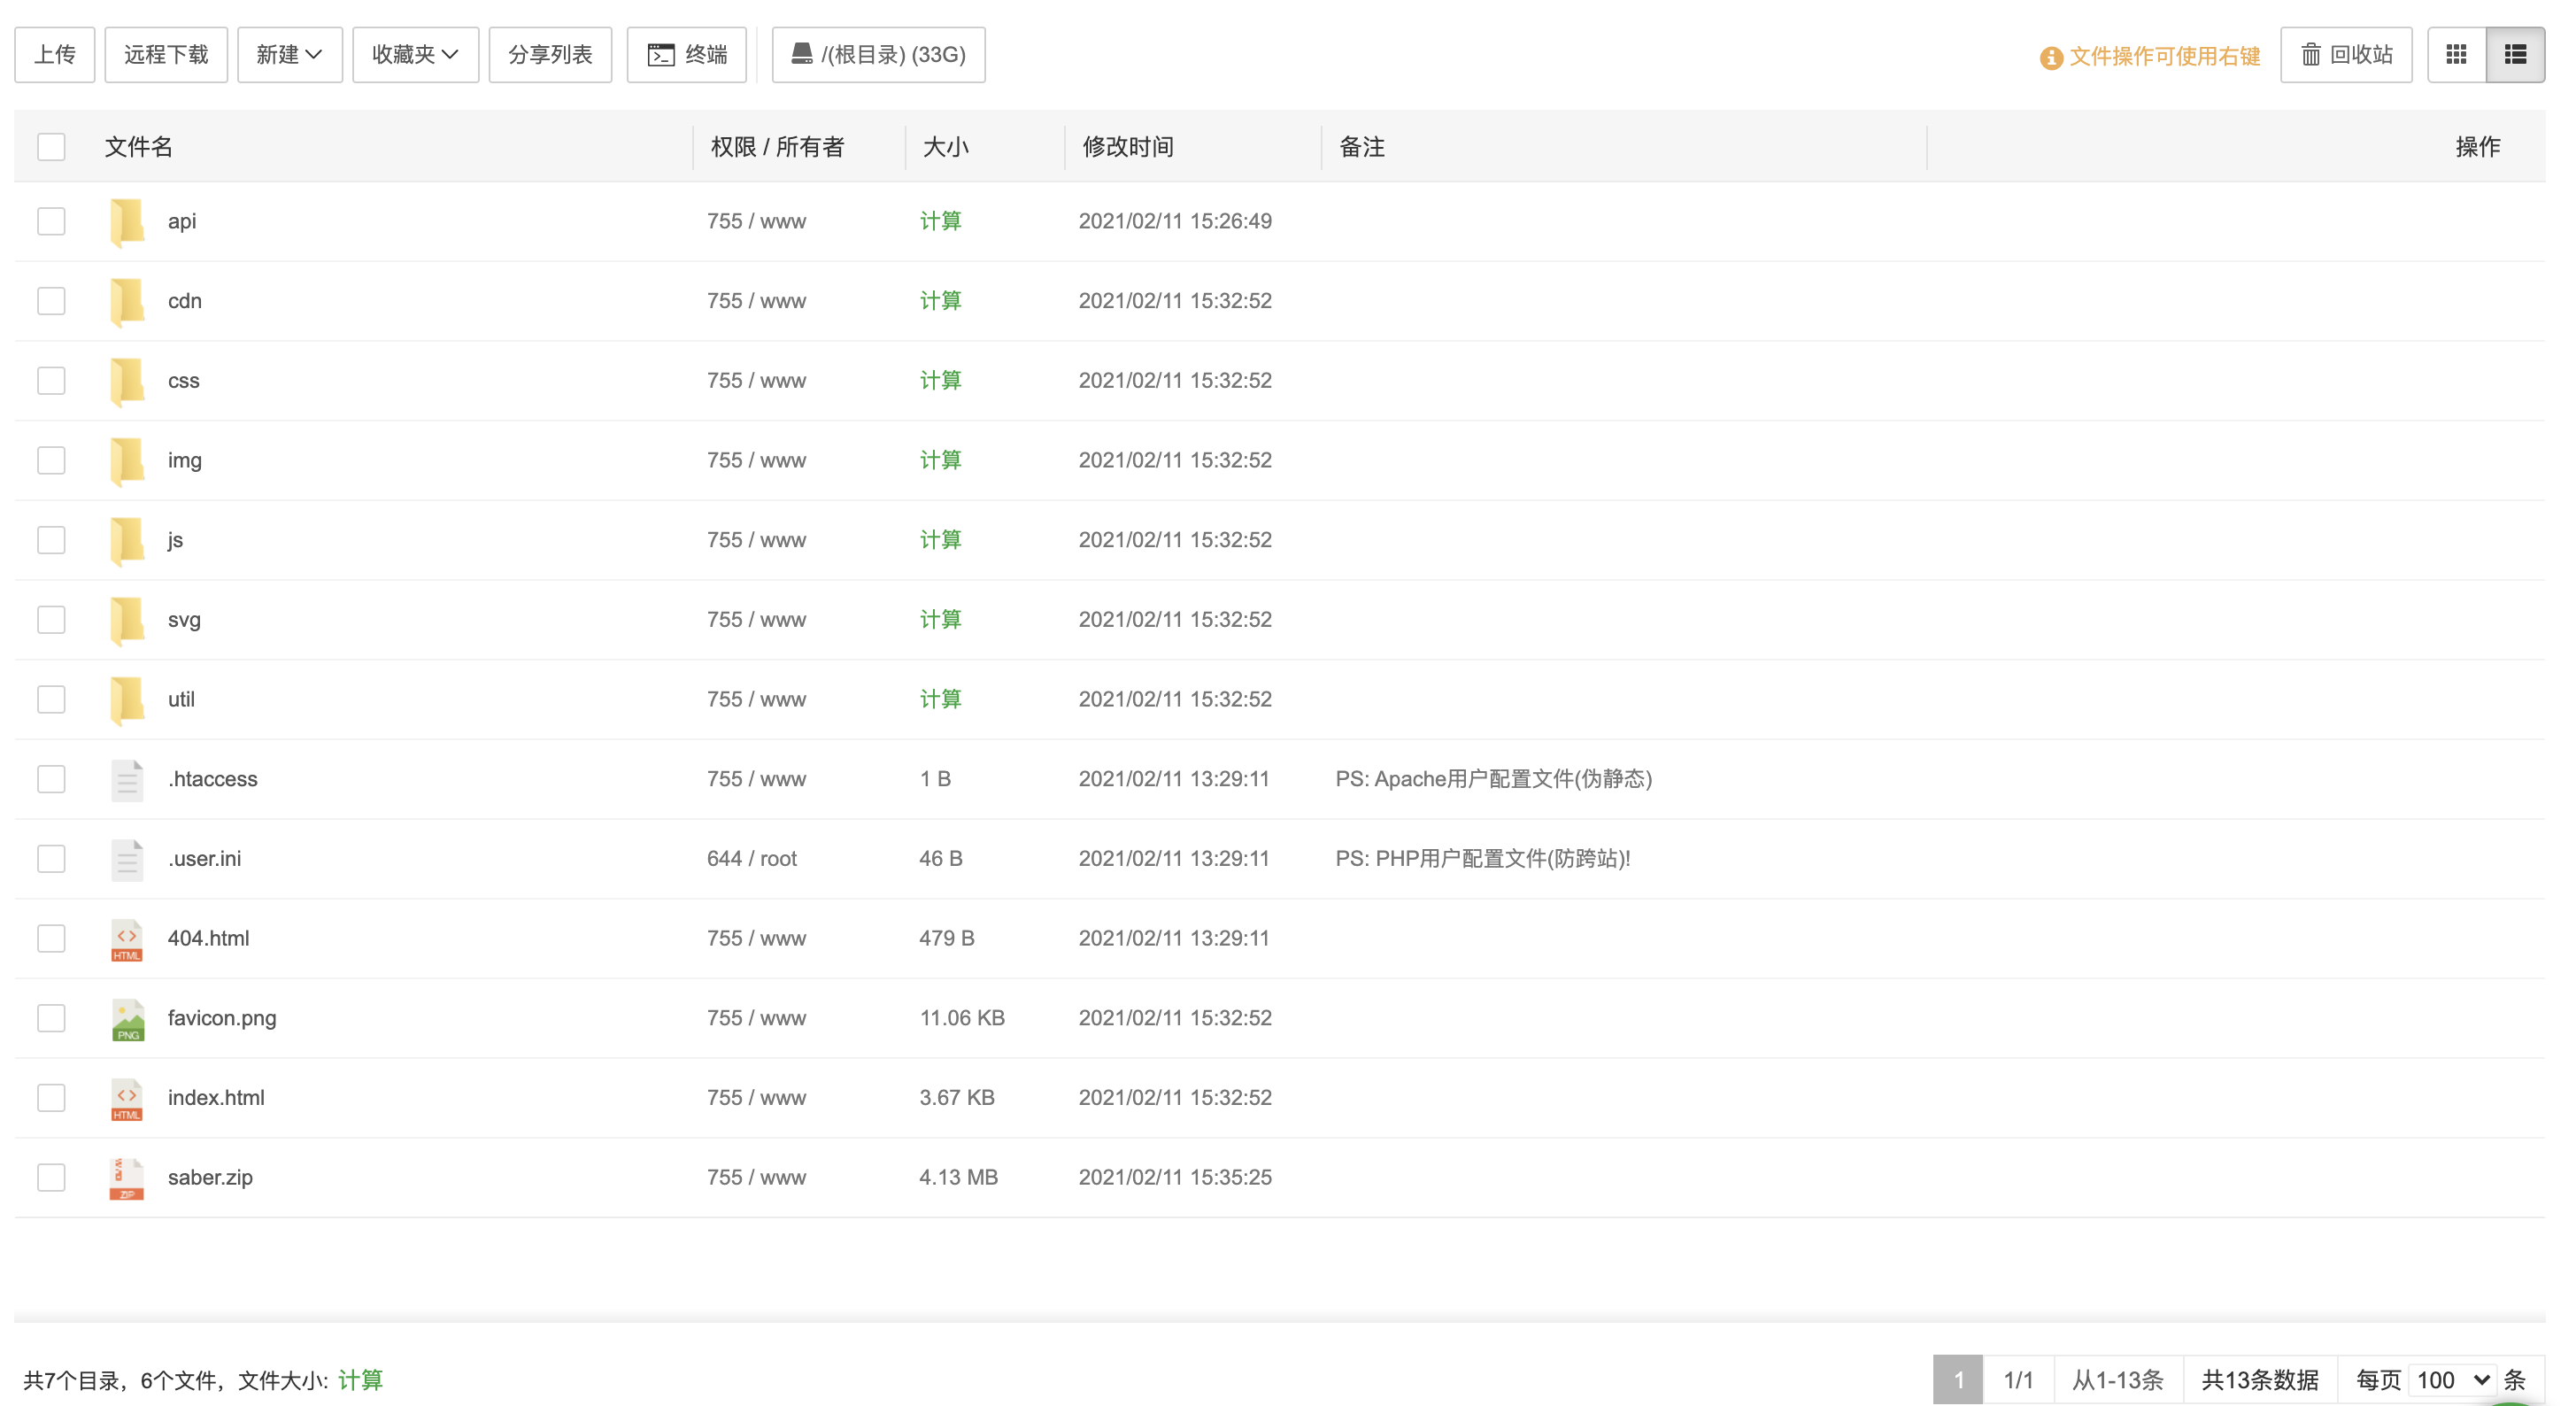 上传 远程下载 新建 收藏夹 分享列表 终端 /(根目录) (33G) 文件操作可使用右键 回收站
文件名 权限 / 所有者 大小 修改时间 备注 操作
api 755 / www 计算 2021/02/11 15:26:49
cdn 755 / www 计算 2021/02/11 15:32:52
css 755 / www 计算 2021/02/11 15:32:52
img 755 / www 计算 2021/02/11 15:32:52
js 755 / www 计算 2021/02/11 15:32:52
svg 755 / www 计算 2021/02/11 15:32:52
util 755 / www 计算 2021/02/11 15:32:52
.htaccess 755 / www 1 B 2021/02/11 13:29:11 PS: Apache用户配置文件(伪静态)
.user.ini 644 / root 46 B 2021/02/11 13:29:11 PS: PHP用户配置文件(防跨站)!
HTML 404.html 755 / www 479 B 2021/02/11 13:29:11
PNG favicon.png 755 / www 11.06 KB 2021/02/11 15:32:52
HTML index.html 755 / www 3.67 KB 2021/02/11 15:32:52
ZIP saber.zip 755 / www 4.13 MB 2021/02/11 15:35:25
共7个目录，6个文件，文件大小: 计算 1 1/1 从1-13条 共13条数据 每页 100 条